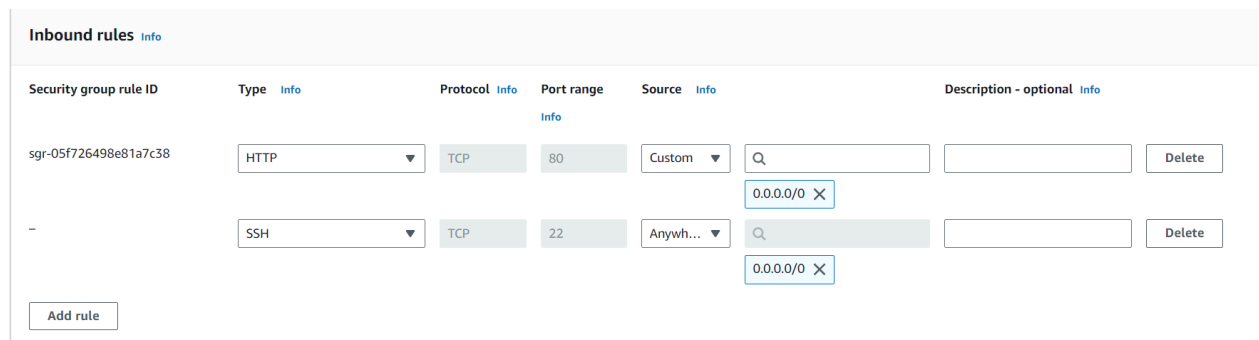 Inbound rules Info
Security group rule ID Type Info Protocol Info Port range Source Info Description - optional Info
Info
sgr-05f726498e81a7c38 HTTP TCP 80 Custom Delete
0.0.0.0/0
– SSH TCP 22 Anywh... Delete
0.0.0.0/0
Add rule